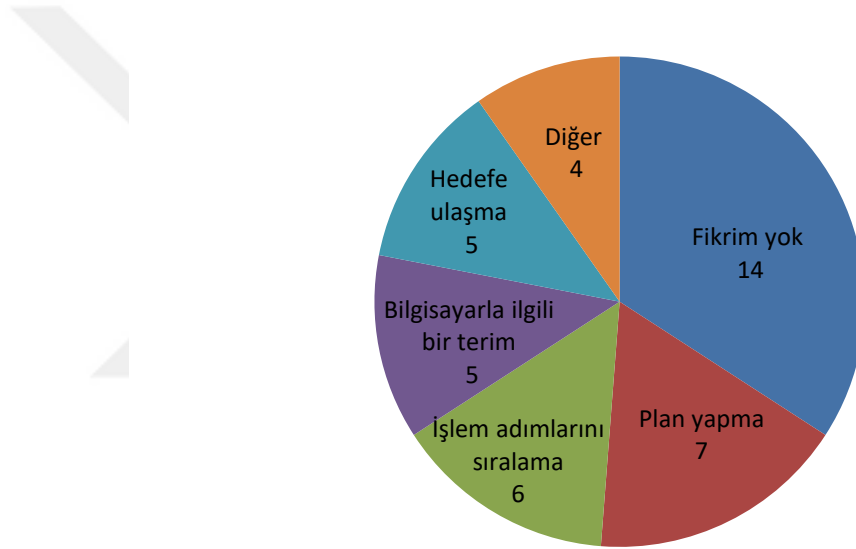 Fikrim yok
14
Plan yapma
7
İşlem adımlarını
sıralama
6
Bilgisayarla ilgili
bir terim
5
Hedefe
ulaşma
5
Diğer
4